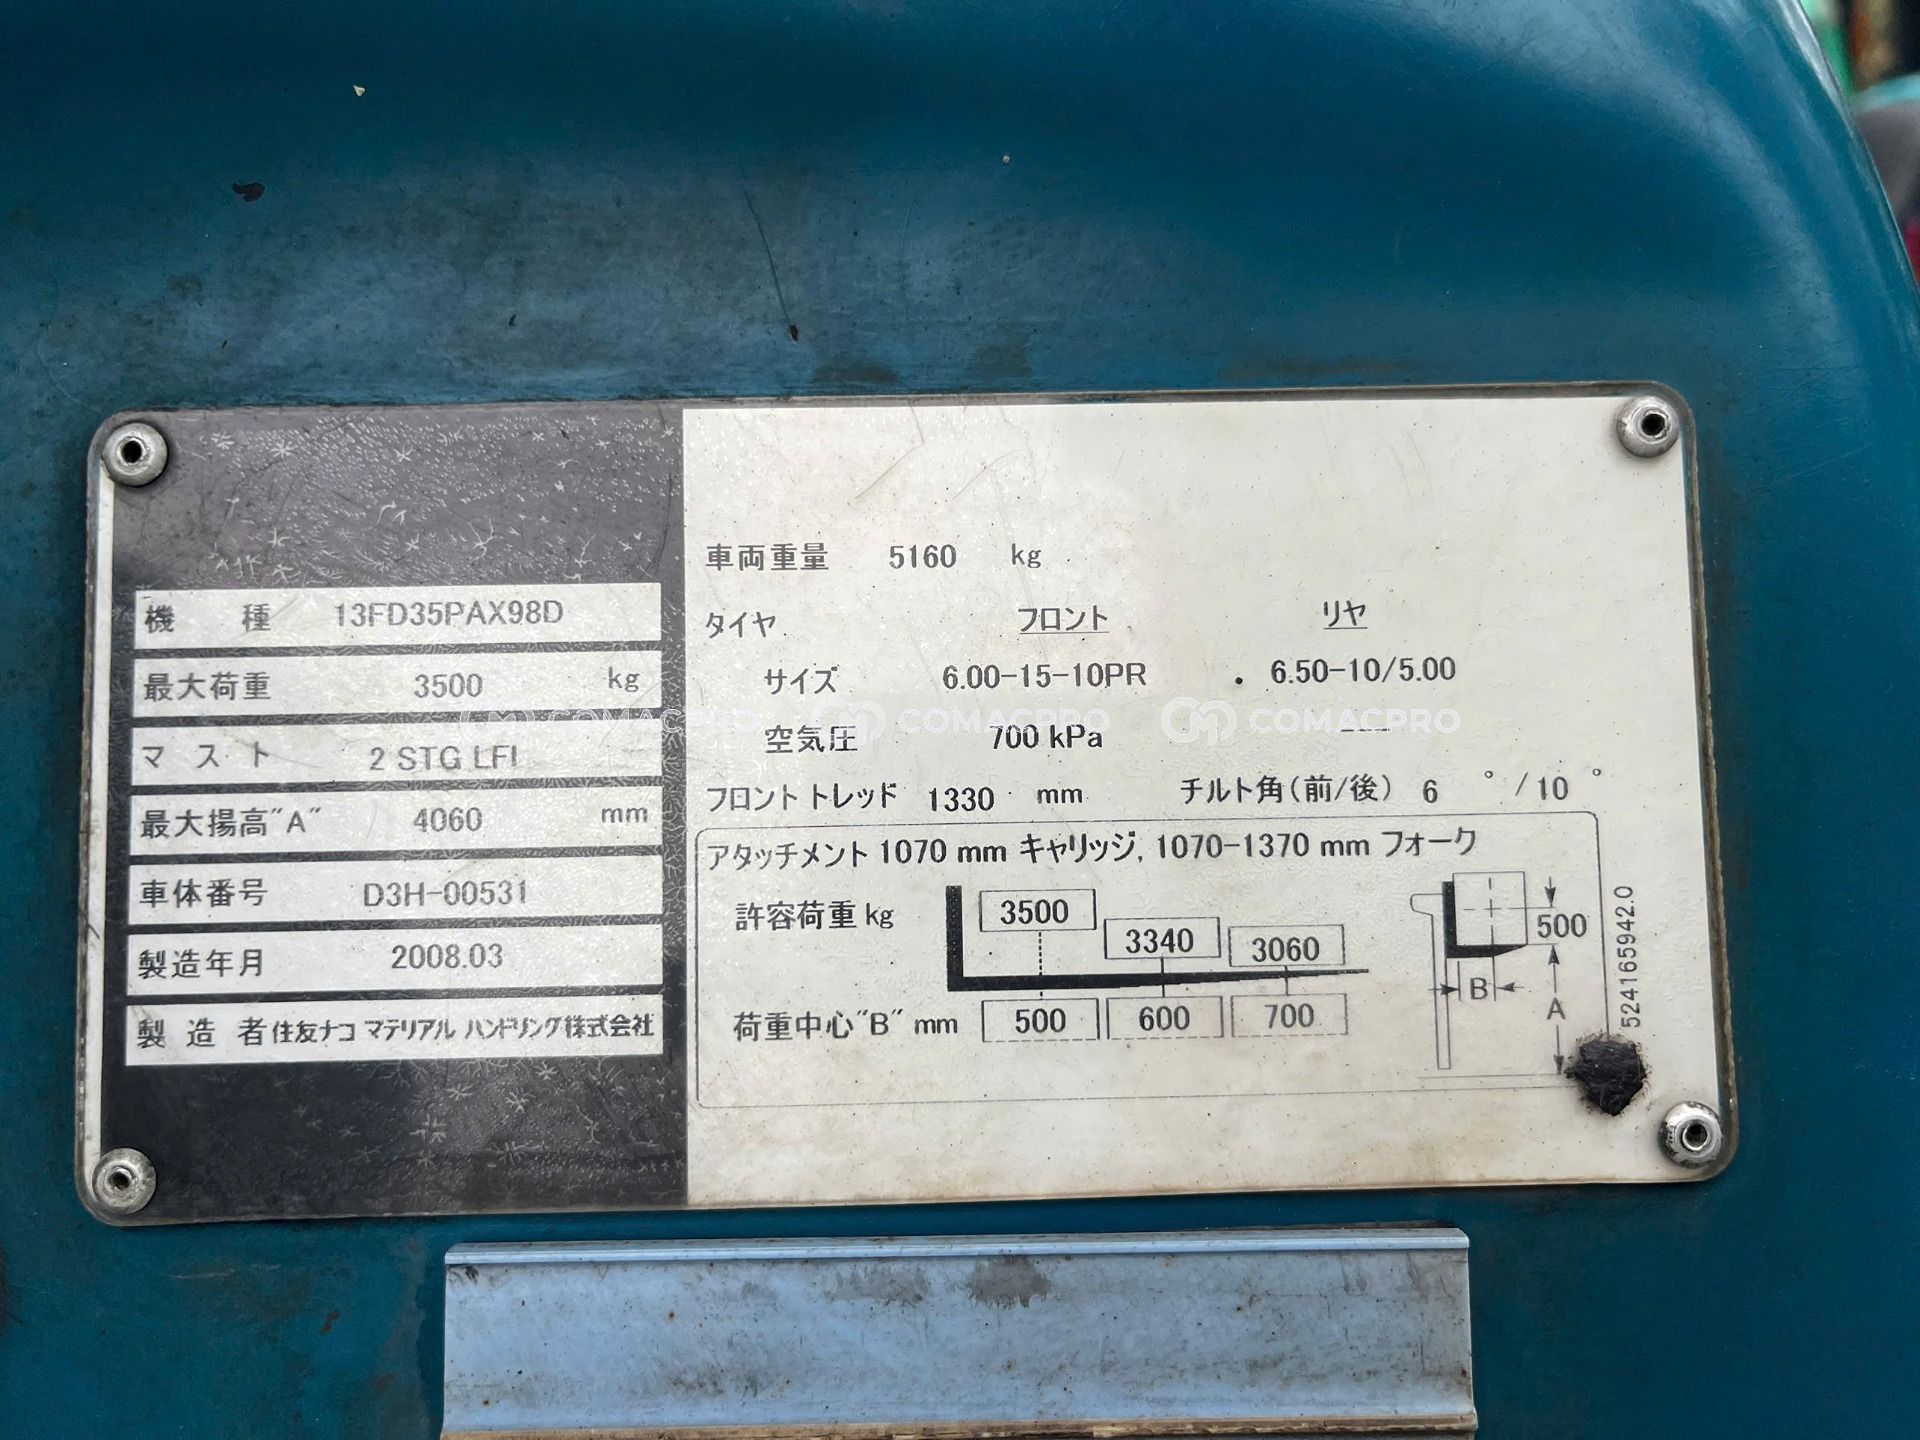 機 種 13FD35PAX98D
最大荷重 3500 kg
マスト 2 STG LFL
最大揚高"A" 4060 mm
車体番号 D3H-00531
製造年月 2008.03
製造者 住友ナコ マテリアル ハンドリング株式会社
車両重量 5160 kg
タイヤ フロント リヤ
サイズ 6.00-15-10PR 6.50-10/5.00
空気圧 700 kPa
フロント トレッド 1330 mm チルト角(前/後) 6 ° /10 °
アタッチメント 1070 mm キャリッジ, 1070-1370 mm フォーク
許容荷重 kg 3500 3340 3060
荷重中心"B" mm 500 600 700
500
B
A
5241165942.0
COMACPRO COMACPRO COMACPRO